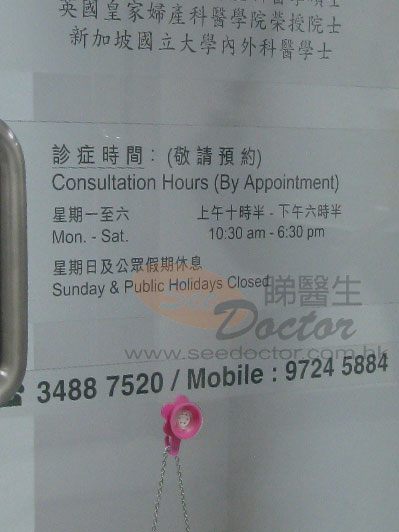 英國皇家婦產科醫學院榮授院士
新加坡國立大學內外科醫學士
診症時間：(敬請預約)
Consultation Hours (By Appointment)
星期一至六 上午十時半 - 下午六時半
Mon. - Sat. 10:30 am - 6:30 pm
星期日及公眾假期休息
Sunday & Public Holidays Closed
See 睇醫生
Doctor
www.seedoctor.com.hk
☎ 3488 7520 / Mobile : 9724 5884